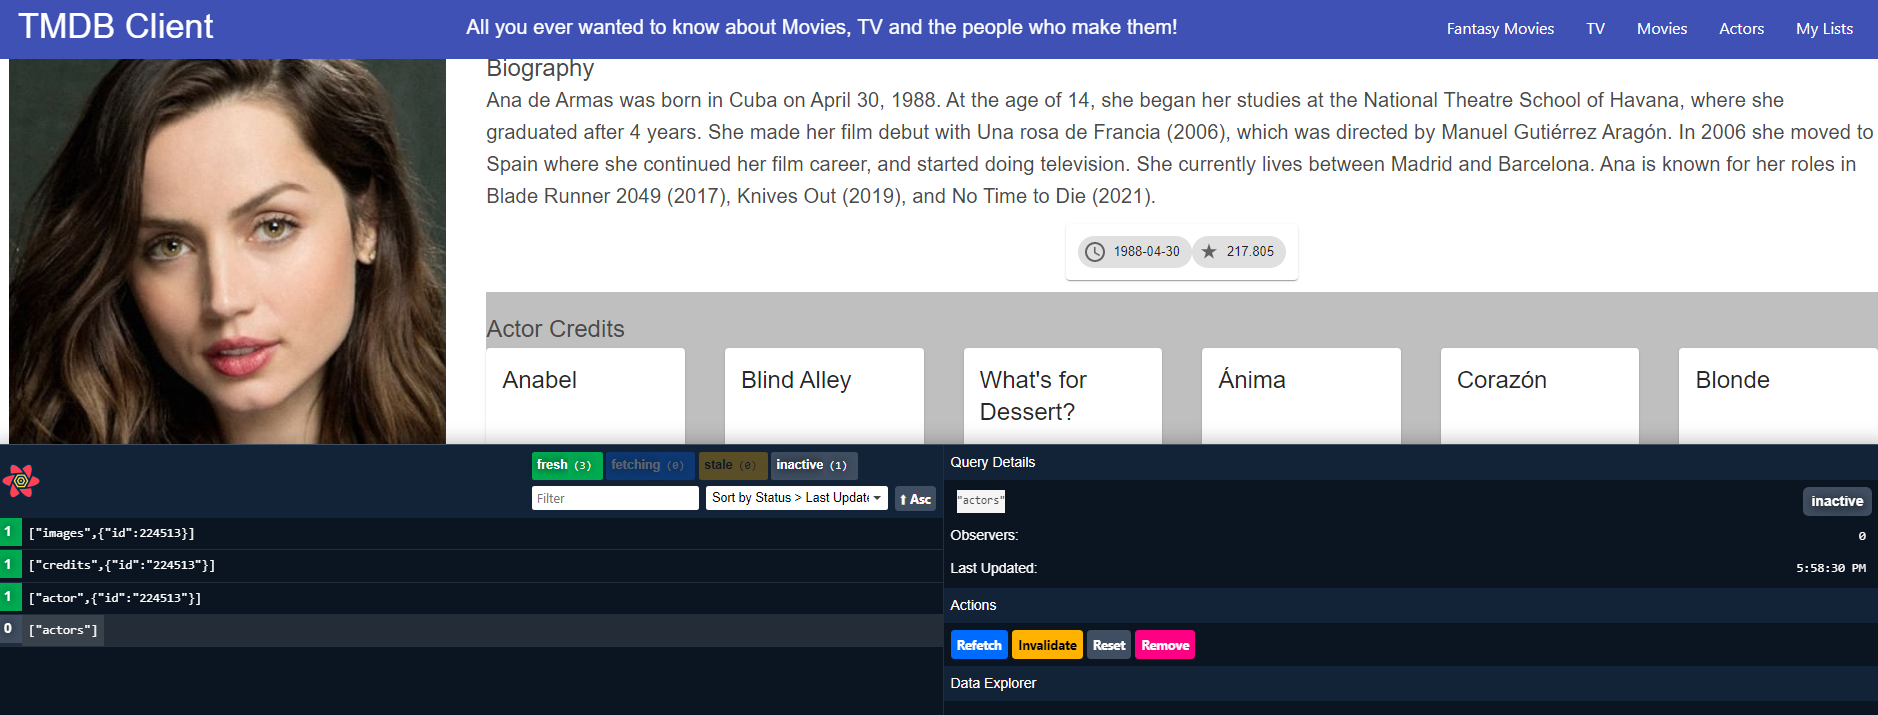 TMDB Client
All you ever wanted to know about Movies, TV and the people who make them!
Fantasy Movies
TV
Movies
Actors
My Lists
Biography
Ana de Armas was born in Cuba on April 30, 1988. At the age of 14, she began her studies at the National Theatre School of Havana, where she
graduated after 4 years. She made her film debut with Una rosa de Francia (2006), which was directed by Manuel Gutiérrez Aragón. In 2006 she moved to
Spain where she continued her film career, and started doing television. She currently lives between Madrid and Barcelona. Ana is known for her roles in
Blade Runner 2049 (2017), Knives Out (2019), and No Time to Die (2021).
1988-04-30
217.805
Actor Credits
Anabel
Blind Alley
What's for
Dessert?
Ánima
Corazón
Blonde
fresh (3)
fetching (0)
stale (0)
inactive (1)
Filter
Sort by Status > Last Update
Asc
1 ["images",{"id":224513}]
1 ["credits",{"id":"224513"}]
1 ["actor",{"id":"224513"}]
0 ["actors"]
Query Details
"actors"
inactive
Observers: 0
Last Updated: 5:58:30 PM
Actions
Refetch
Invalidate
Reset
Remove
Data Explorer